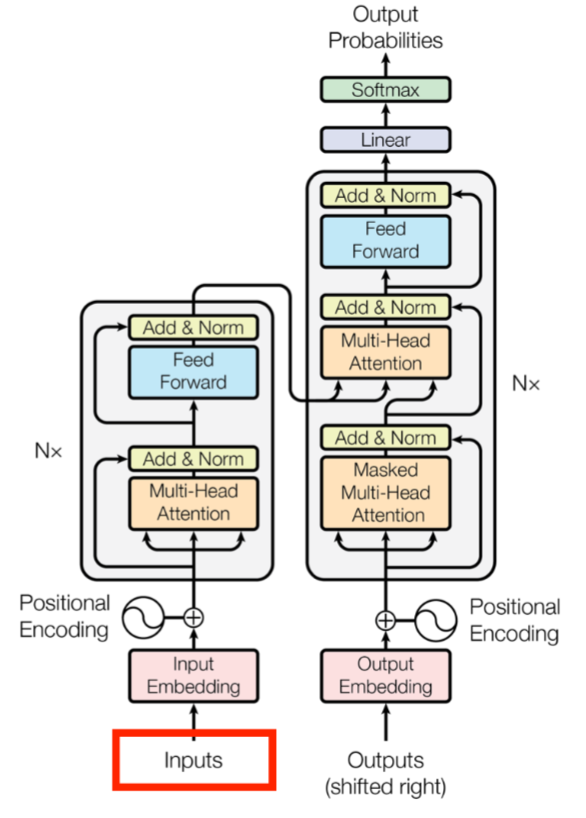 Output
Probabilities
Softmax
Linear
Add & Norm
Feed
Forward
Add & Norm
Multi-Head
Attention
Add & Norm
Masked
Multi-Head
Attention
Nx
Add & Norm
Feed
Forward
Add & Norm
Multi-Head
Attention
Nx
Positional
Encoding
Positional
Encoding
Input
Embedding
Output
Embedding
Inputs
Outputs
(shifted right)